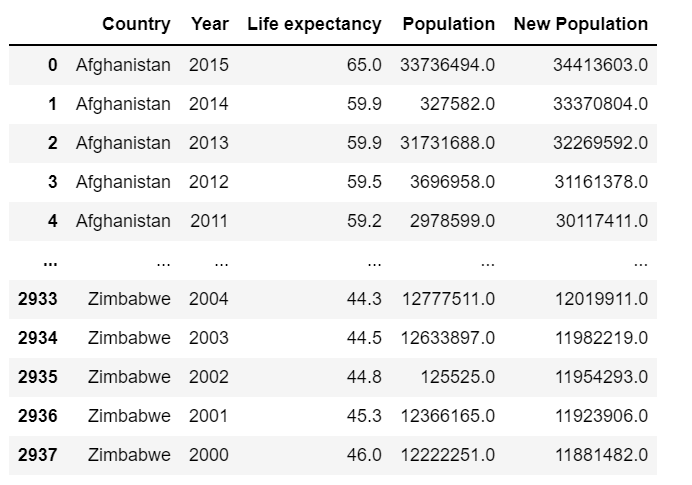 Country Year Life expectancy Population New Population
0 Afghanistan 2015 65.0 33736494.0 34413603.0
1 Afghanistan 2014 59.9 327582.0 33370804.0
2 Afghanistan 2013 59.9 31731688.0 32269592.0
3 Afghanistan 2012 59.5 3696958.0 31161378.0
4 Afghanistan 2011 59.2 2978599.0 30117411.0
... ... ... ... ... ...
2933 Zimbabwe 2004 44.3 12777511.0 12019911.0
2934 Zimbabwe 2003 44.5 12633897.0 11982219.0
2935 Zimbabwe 2002 44.8 125525.0 11954293.0
2936 Zimbabwe 2001 45.3 12366165.0 11923906.0
2937 Zimbabwe 2000 46.0 12222251.0 11881482.0